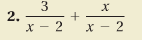 2. 3/(x − 2) + x/(x − 2)